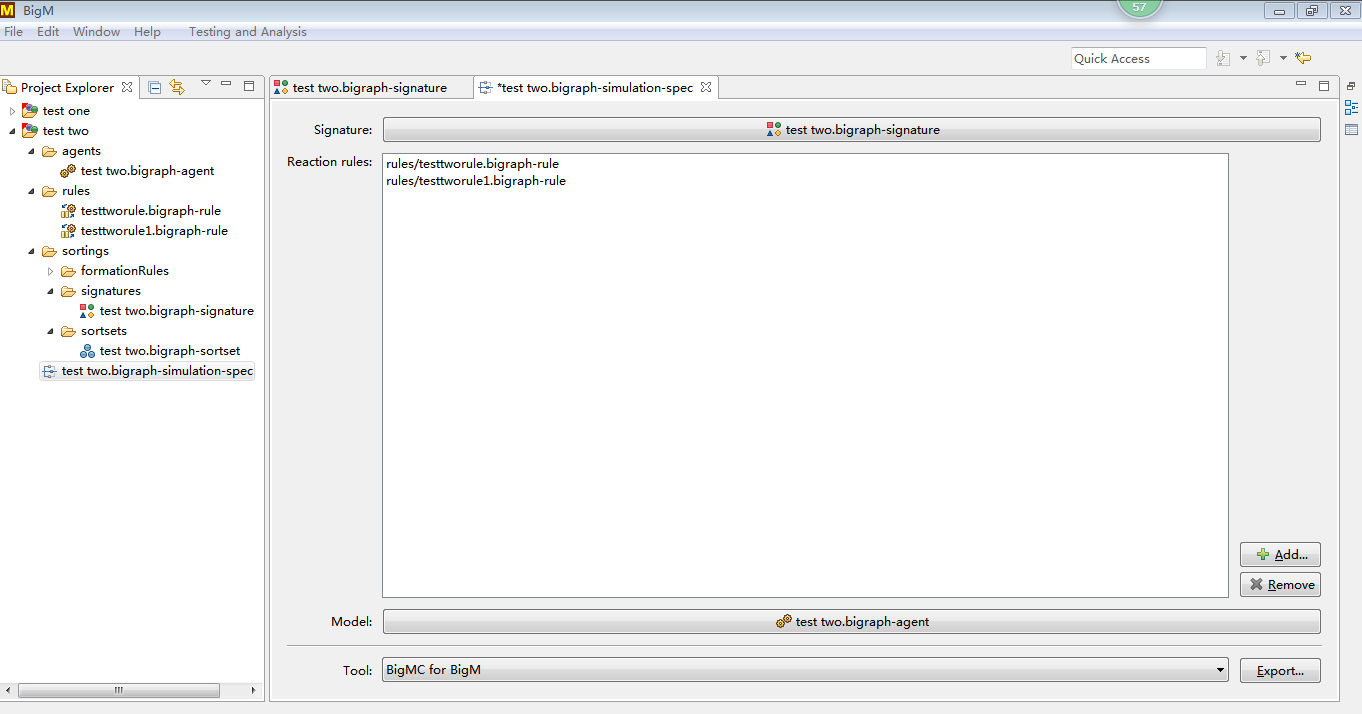 M BigM
57
File Edit Window Help Testing and Analysis
Quick Access
Project Explorer
test one
test two
agents
test two.bigraph-agent
rules
testtworule.bigraph-rule
testtworule1.bigraph-rule
sortings
formationRules
signatures
test two.bigraph-signature
sortsets
test two.bigraph-sortset
test two.bigraph-simulation-spec
test two.bigraph-signature
*test two.bigraph-simulation-spec
Signature: test two.bigraph-signature
Reaction rules:
rules/testtworule.bigraph-rule
rules/testtworule1.bigraph-rule
Add...
Remove
Model: test two.bigraph-agent
Tool: BigMC for BigM
Export...